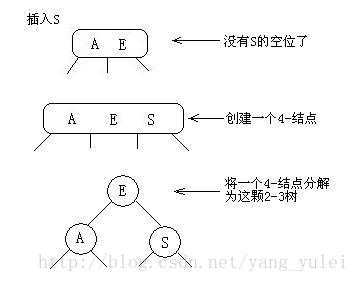 插入S
A E
没有S的空位了
A E S
创建一个4-结点
E
将一个4-结点分解
为这颗2-3树
A
S
http://blog.csdn.net/yang_yulei